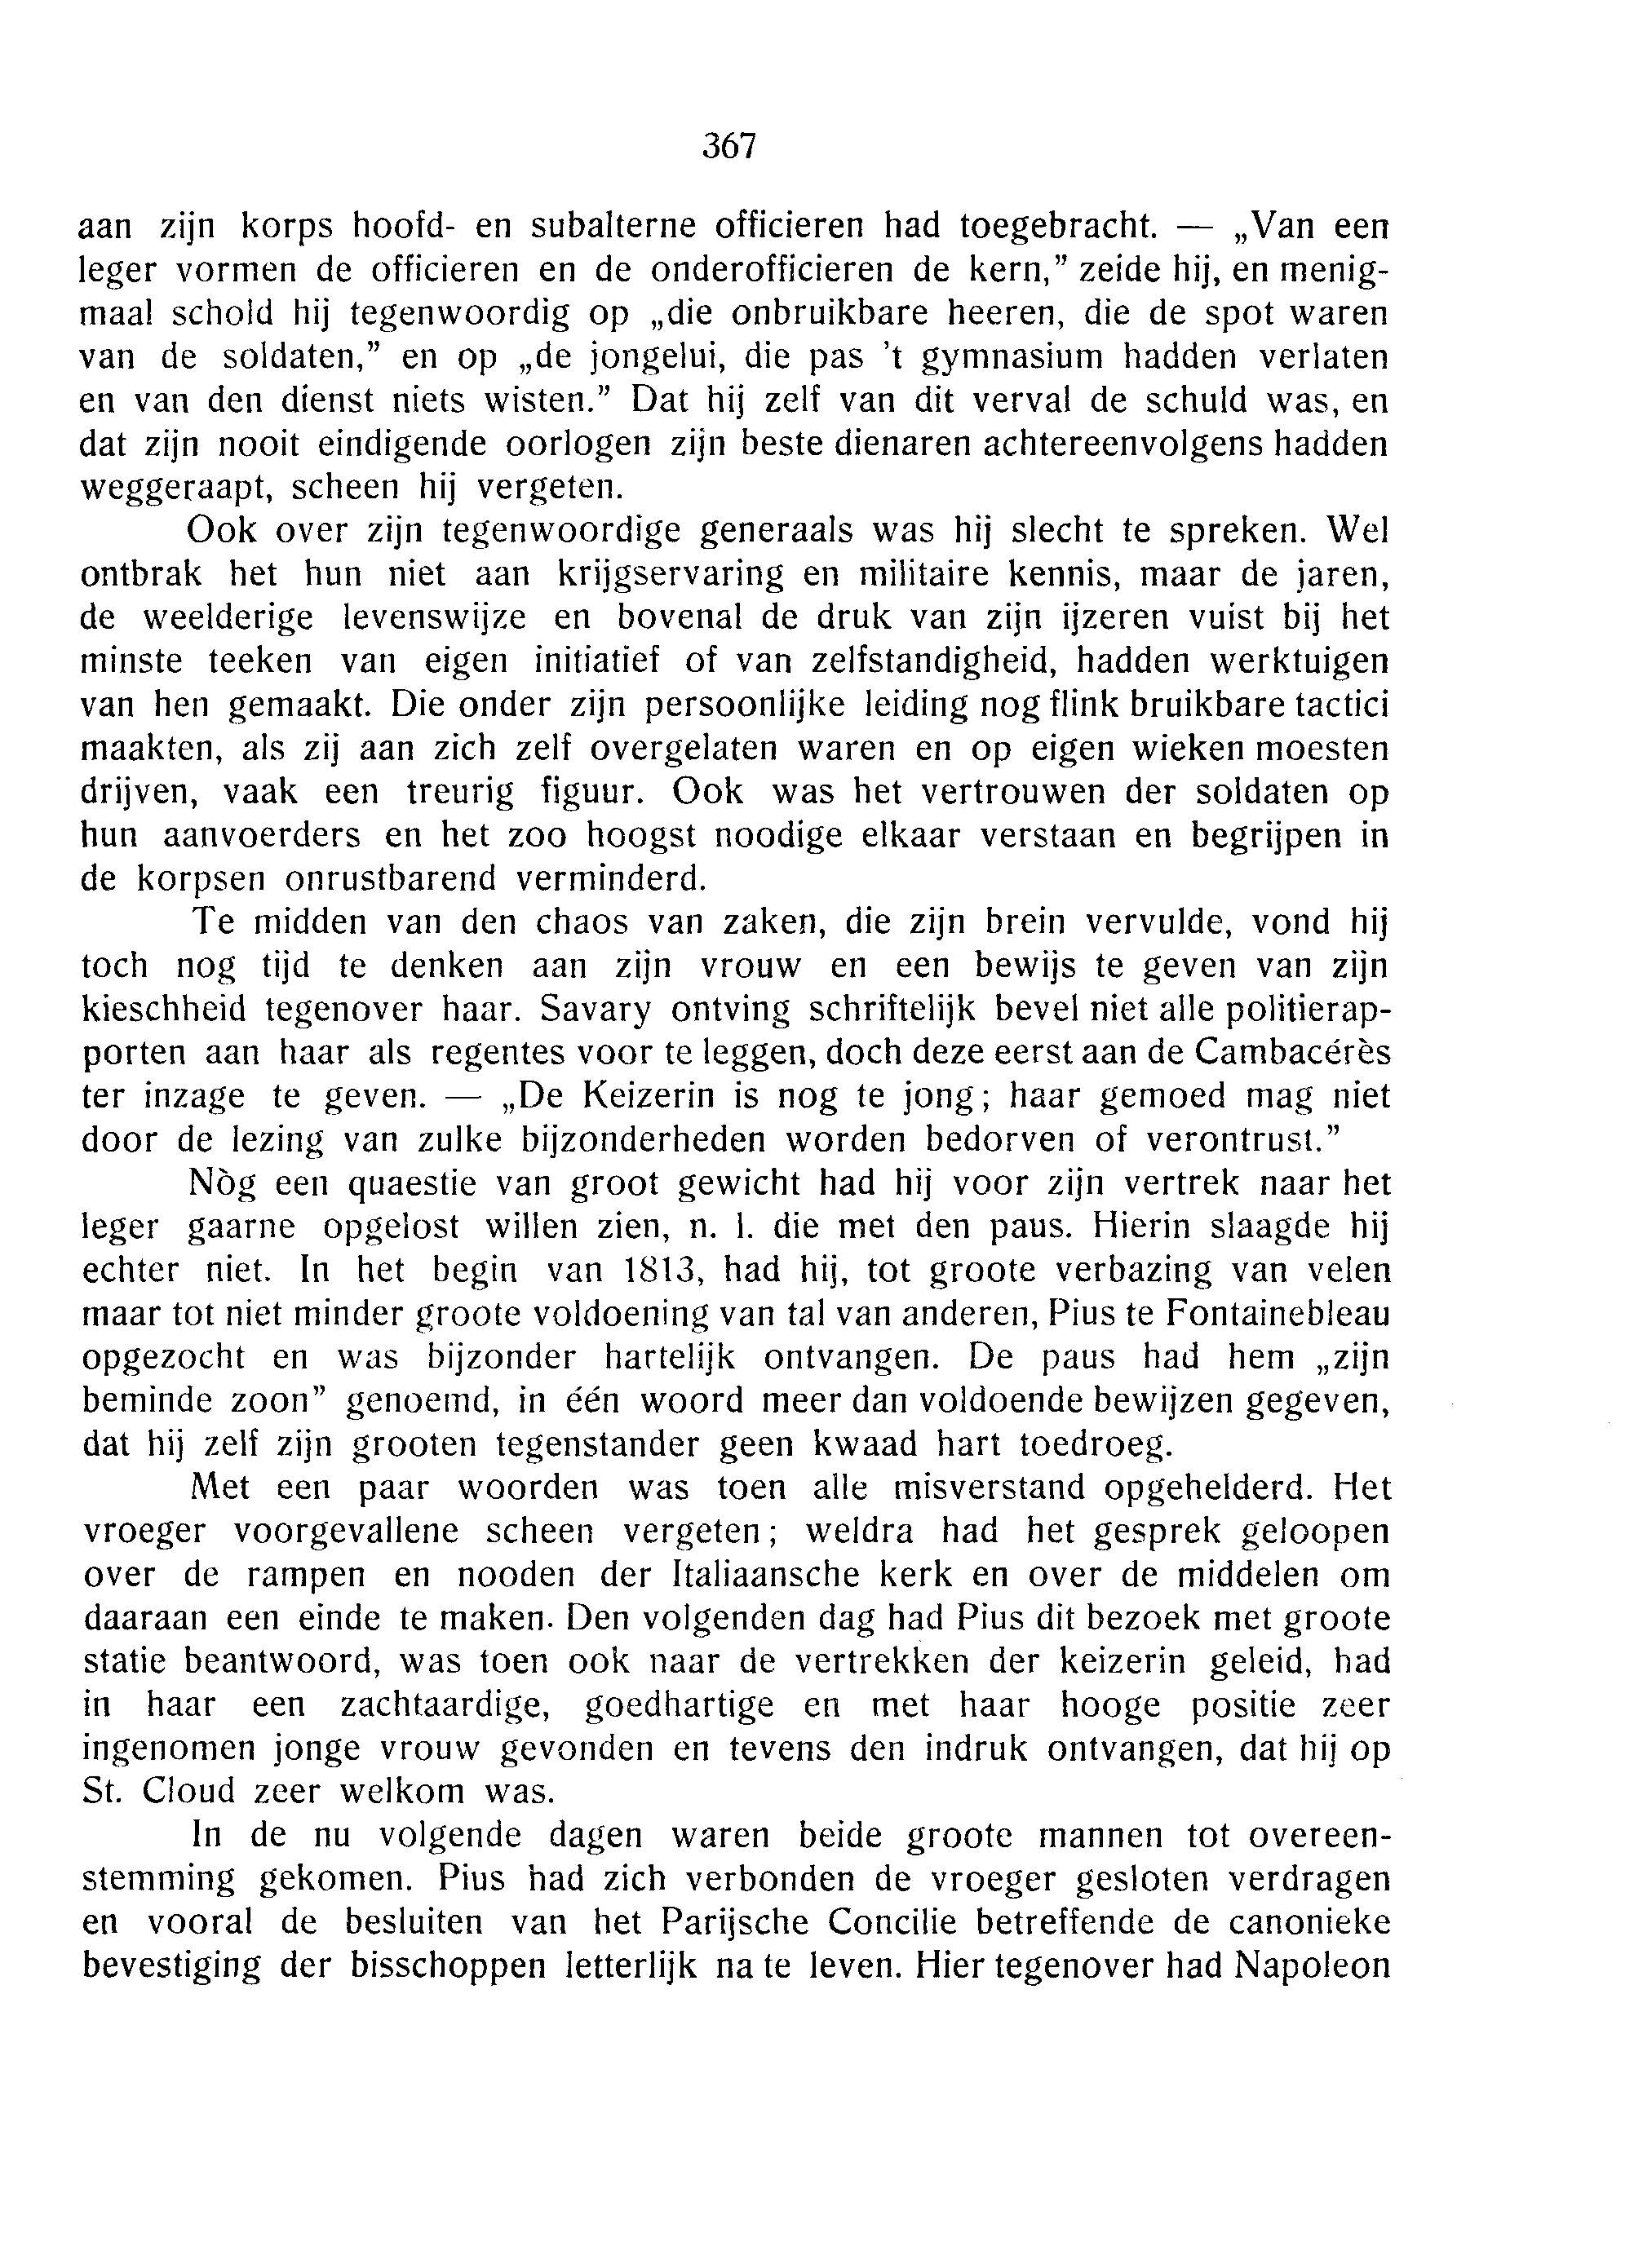 367
aan zijn korps hoofd- en subalterne officieren had toegebracht. — „Van een
leger vormen de officieren en de onderofficieren de kern,” zeide hij, en menig-
maal schold hij tegenwoordig op „die onbruikbare heeren, die de spot waren
van de soldaten,” en op „de jongelui, die pas ’t gymnasium hadden verlaten
en van den dienst niets wisten.” Dat hij zelf van dit verval de schuld was, en
dat zijn nooit eindigende oorlogen zijn beste dienaren achtereenvolgens hadden
weggeraapt, scheen hij vergeten.
Ook over zijn tegenwoordige generaals was hij slecht te spreken. Wel
ontbrak het hun niet aan krijgservaring en militaire kennis, maar de jaren,
de weelderige levenswijze en bovenal de druk van zijn ijzeren vuist bij het
minste teeken van eigen initiatief of van zelfstandigheid, hadden werktuigen
van hen gemaakt. Die onder zijn persoonlijke leiding nog flink bruikbare tactici
maakten, als zij aan zich zelf overgelaten waren en op eigen wieken moesten
drijven, vaak een treurig figuur. Ook was het vertrouwen der soldaten op
hun aanvoerders en het zoo hoogst noodige elkaar verstaan en begrijpen in
de korpsen onrustbarend verminderd.
Te midden van den chaos van zaken, die zijn brein vervulde, vond hij
toch nog tijd te denken aan zijn vrouw en een bewijs te geven van zijn
kieschheid tegenover haar. Savary ontving schriftelijk bevel niet alle politierap-
porten aan haar als regentes voor te leggen, doch deze eerst aan de Cambacérès
ter inzage te geven. — „De Keizerin is nog te jong; haar gemoed mag niet
door de lezing van zulke bijzonderheden worden bedorven of verontrust.”
Nòg een quaestie van groot gewicht had hij voor zijn vertrek naar het
leger gaarne opgelost willen zien, n. l. die met den paus. Hierin slaagde hij
echter niet. In het begin van 1813, had hij, tot groote verbazing van velen
maar tot niet minder groote voldoening van tal van anderen, Pius te Fontainebleau
opgezocht en was bijzonder hartelijk ontvangen. De paus had hem „zijn
beminde zoon” genoemd, in één woord meer dan voldoende bewijzen gegeven,
dat hij zelf zijn grooten tegenstander geen kwaad hart toedroeg.
Met een paar woorden was toen alle misverstand opgehelderd. Het
vroeger voorgevallene scheen vergeten; weldra had het gesprek geloopen
over de rampen en nooden der Italiaansche kerk en over de middelen om
daaraan een einde te maken. Den volgenden dag had Pius dit bezoek met groote
statie beantwoord, was toen ook naar de vertrekken der keizerin geleid, had
in haar een zachtaardige, goedhartige en met haar hooge positie zeer
ingenomen jonge vrouw gevonden en tevens den indruk ontvangen, dat hij op
St. Cloud zeer welkom was.
In de nu volgende dagen waren beide groote mannen tot overeen-
stemming gekomen. Pius had zich verbonden de vroeger gesloten verdragen
en vooral de besluiten van het Parijsche Concilie betreffende de canonieke
bevestiging der bisschoppen letterlijk na te leven. Hier tegenover had Napoleon